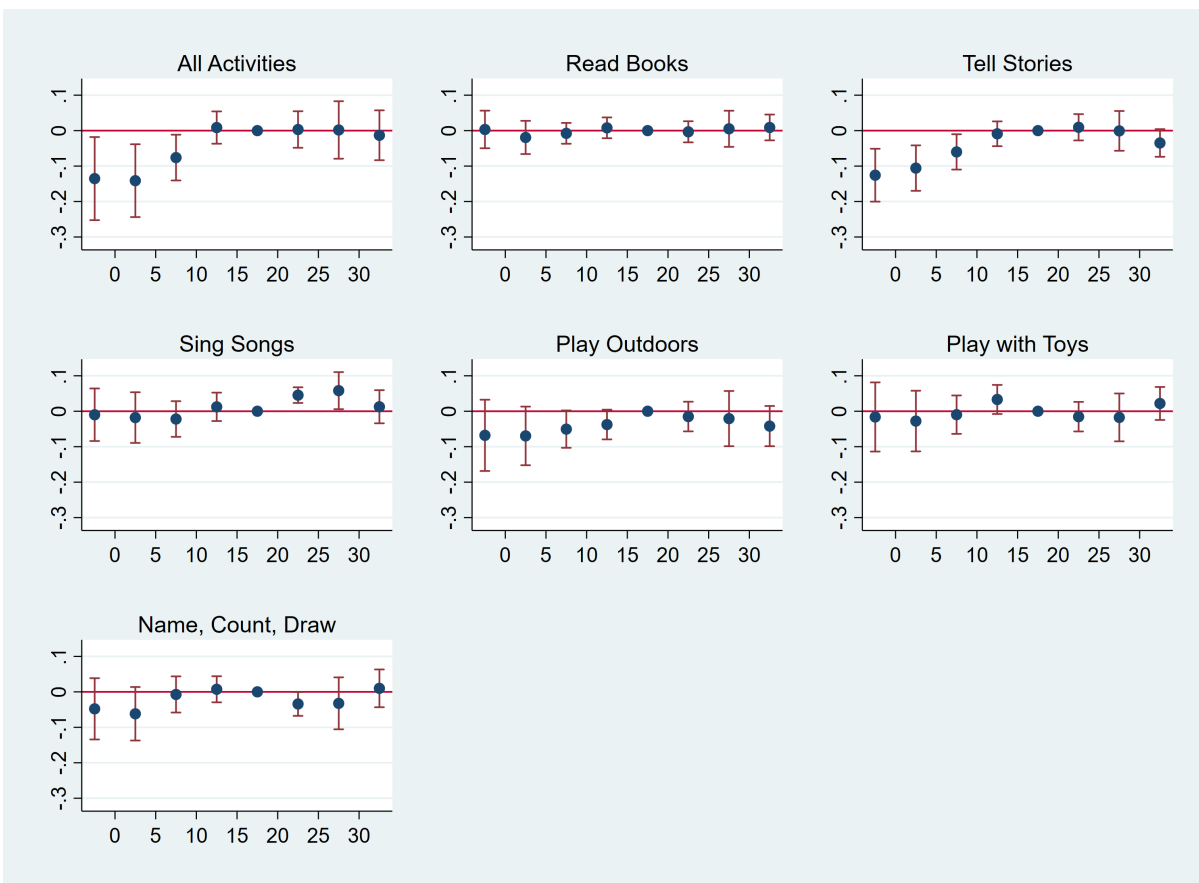 All Activities
.1
0
-.1
-.2
-.3
0 5 10 15 20 25 30
Read Books
.1
0
-.1
-.2
-.3
0 5 10 15 20 25 30
Tell Stories
.1
0
-.1
-.2
-.3
0 5 10 15 20 25 30
Sing Songs
.1
0
-.1
-.2
-.3
0 5 10 15 20 25 30
Play Outdoors
.1
0
-.1
-.2
-.3
0 5 10 15 20 25 30
Play with Toys
.1
0
-.1
-.2
-.3
0 5 10 15 20 25 30
Name, Count, Draw
.1
0
-.1
-.2
-.3
0 5 10 15 20 25 30